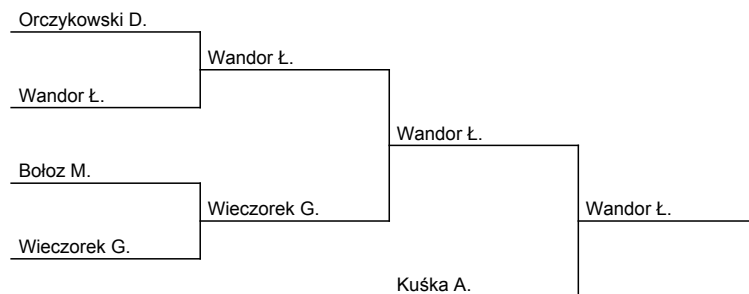 Orczykowski D.
Wandor Ł.
Wandor Ł.
Wandor Ł.
Bołoz M.
Wieczorek G.
Wandor Ł.
Wieczorek G.
Kuśka A.